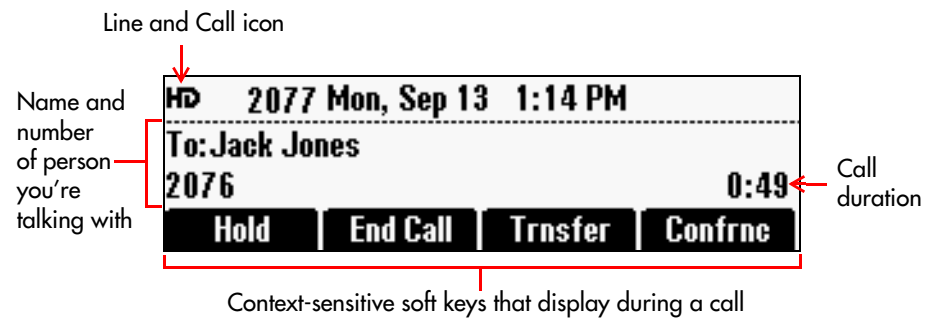 Line and Call icon
HD 2077 Mon, Sep 13 1:14 PM
Name and
number
of person
you're
talking with
To:Jack Jones
2076 0:49
Call
duration
Hold End Call Trnsfer Confrnc
Context-sensitive soft keys that display during a call